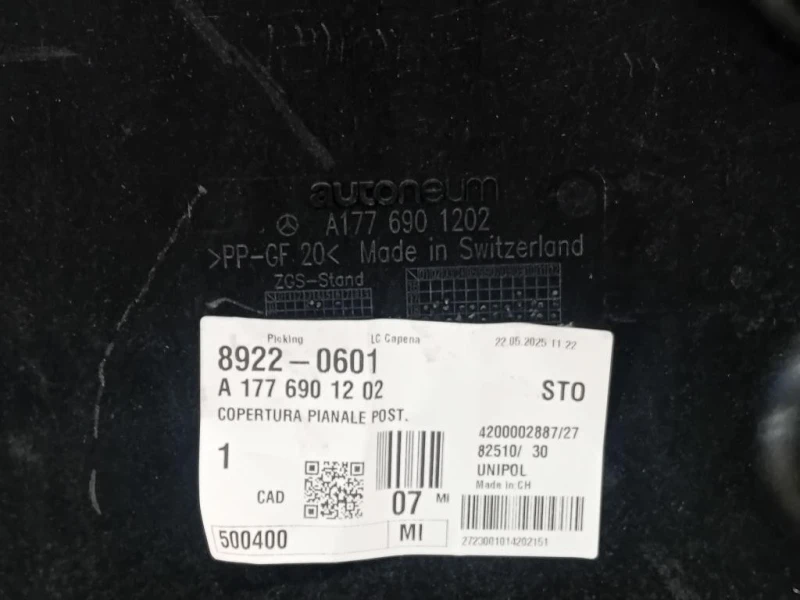 autoneum
A177 690 1202
>PP-GF 20< Made in Switzerland
ZGS-Stand
Picking LC Capena 22.05.2025 11.22
8922-0601
A 177 690 12 02 STO
COPERTURA PIANALE POST.
4200002887/27
1 82510/ 30
UNIPOL
Made in:CH
CAD 07 MI
500400 MI
2723001014202151